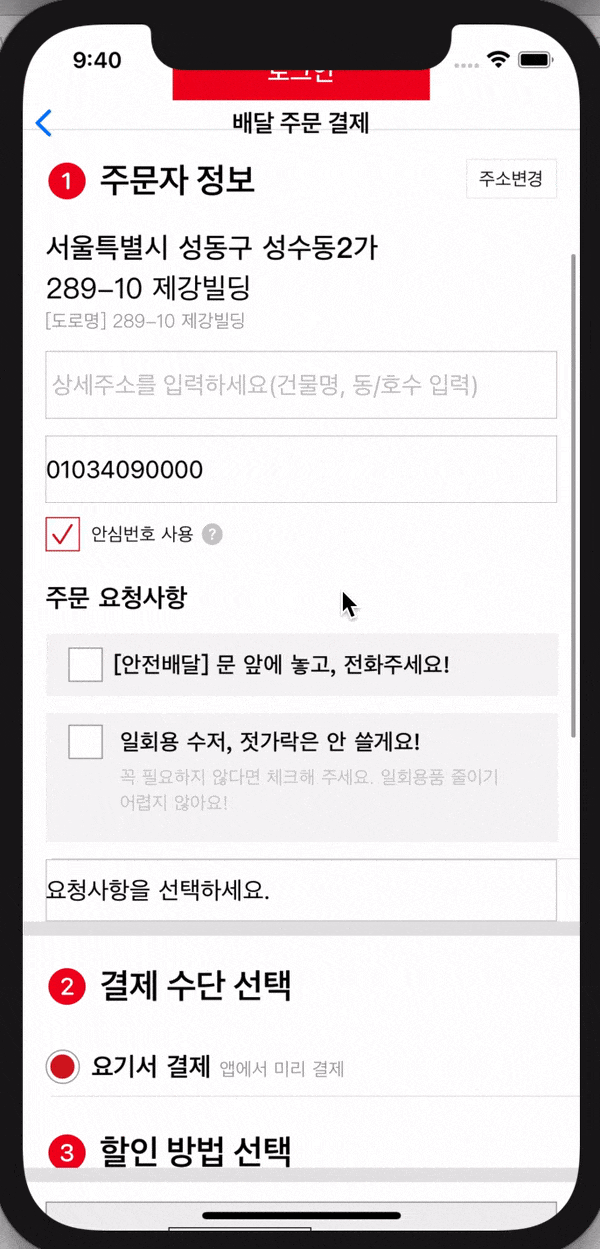 9:40
로그인
배달 주문 결제
1 주문자 정보
주소변경
서울특별시 성동구 성수동2가
289-10 제강빌딩
[도로명] 289-10 제강빌딩
상세주소를 입력하세요(건물명, 동/호수 입력)
01034090000
안심번호 사용 ?
주문 요청사항
[안전배달] 문 앞에 놓고, 전화주세요!
일회용 수저, 젓가락은 안 쓸게요!
꼭 필요하지 않다면 체크해 주세요. 일회용품 줄이기
어렵지 않아요!
요청사항을 선택하세요.
2 결제 수단 선택
요기서 결제 앱에서 미리 결제
3 할인 방법 선택